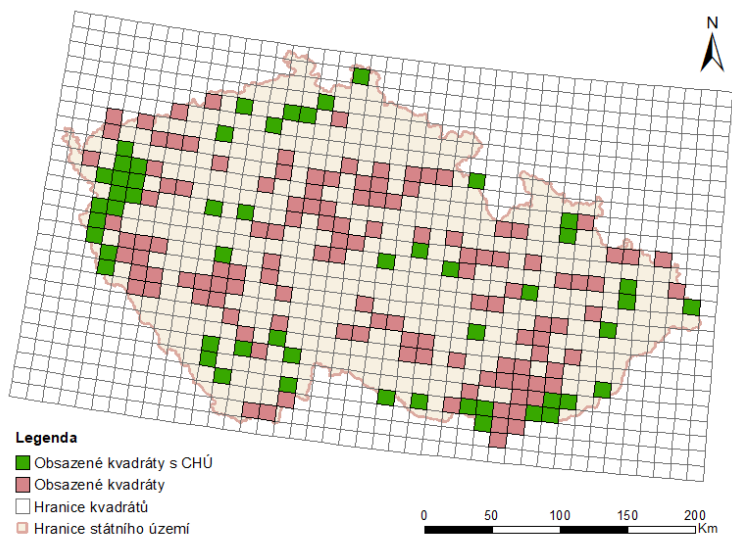 N
Legenda
Obsazené kvadráty s CHÚ
Obsazené kvadráty
Hranice kvadrátů
Hranice státního území
0 50 100 150 200
Km